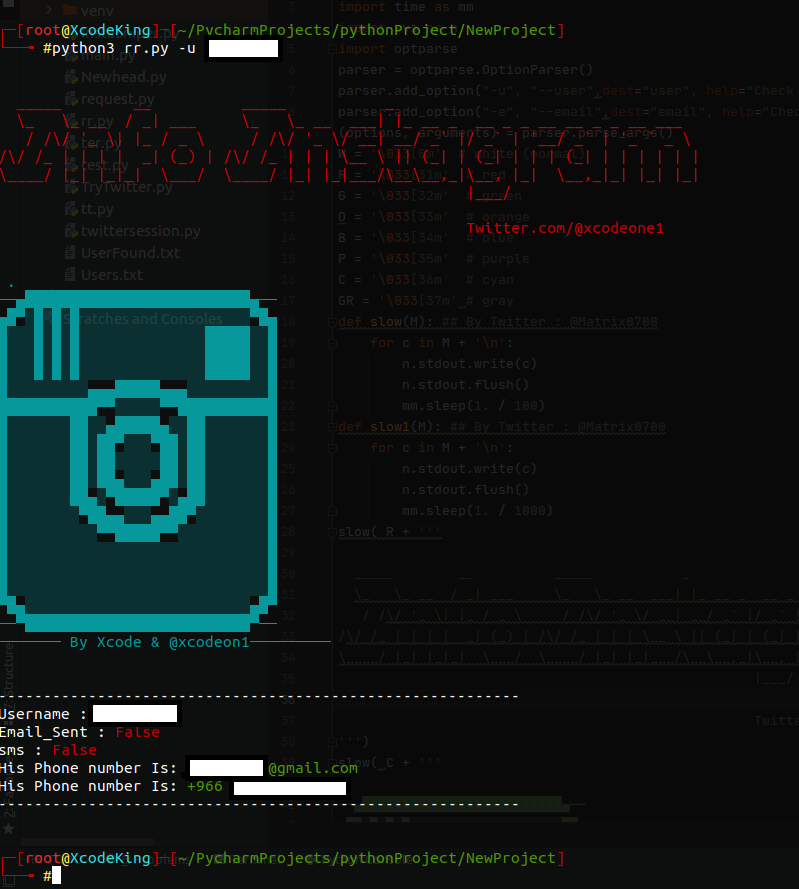 [root@XcodeKing]-[~/PycharmProjects/pythonProject/NewProject]
#python3 rr.py -u
Info Instagram
Twitter.com/@xcodeone1
By Xcode & @xcodeon1
Username :
Email_Sent : False
sms : False
His Phone number Is: @gmail.com
His Phone number Is: +966
[root@XcodeKing]-[~/PycharmProjects/pythonProject/NewProject]
#
venv
main.py
Newhead.py
request.py
rr.py
ter.py
test.py
TryTwitter.py
tt.py
twittersession.py
UserFound.txt
Users.txt
Scratches and Consoles
Z: Structure
import time as mm
import optparse
parser = optparse.OptionParser()
parser.add_option("-u", "--user",dest="user", help="Check
parser.add_option("-e", "--email",dest="email", help="Chec
(options, arguments) = parser.parse_args()
G = '\033[32m' # green
O = '\033[33m' # orange
B = '\033[34m' # blue
P = '\033[35m' # purple
C = '\033[36m' # cyan
GR = '\033[37m' # gray
def slow(M): ## By Twitter : @Matrix0700
for c in M + '\n':
n.stdout.write(c)
n.stdout.flush()
mm.sleep(1. / 100)
def slow1(M): ## By Twitter : @Matrix0700
for c in M + '\n':
n.stdout.write(c)
n.stdout.flush()
mm.sleep(1. / 1000)
slow( R + '''
Twitte
''')
slow( C + '''